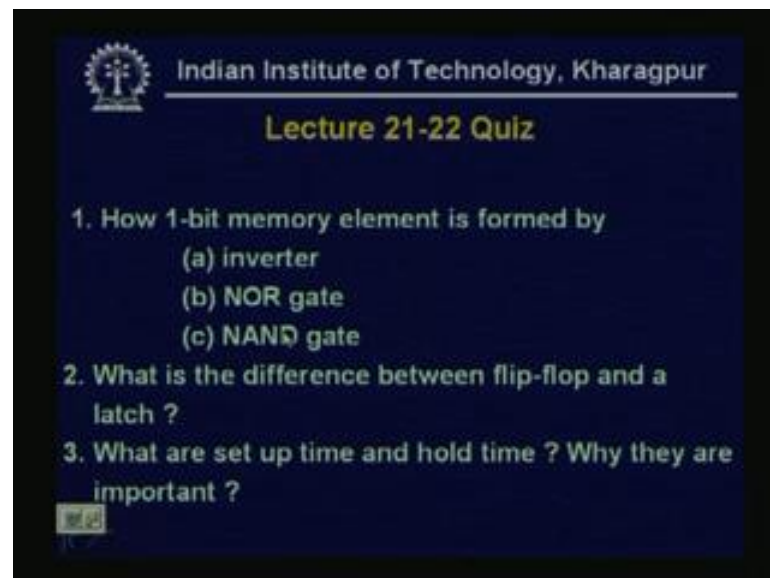 Indian Institute of Technology, Kharagpur
Lecture 21-22 Quiz
1. How 1-bit memory element is formed by
(a) inverter
(b) NOR gate
(c) NAND gate
2. What is the difference between flip-flop and a
latch ?
3. What are set up time and hold time ? Why they are
important ?